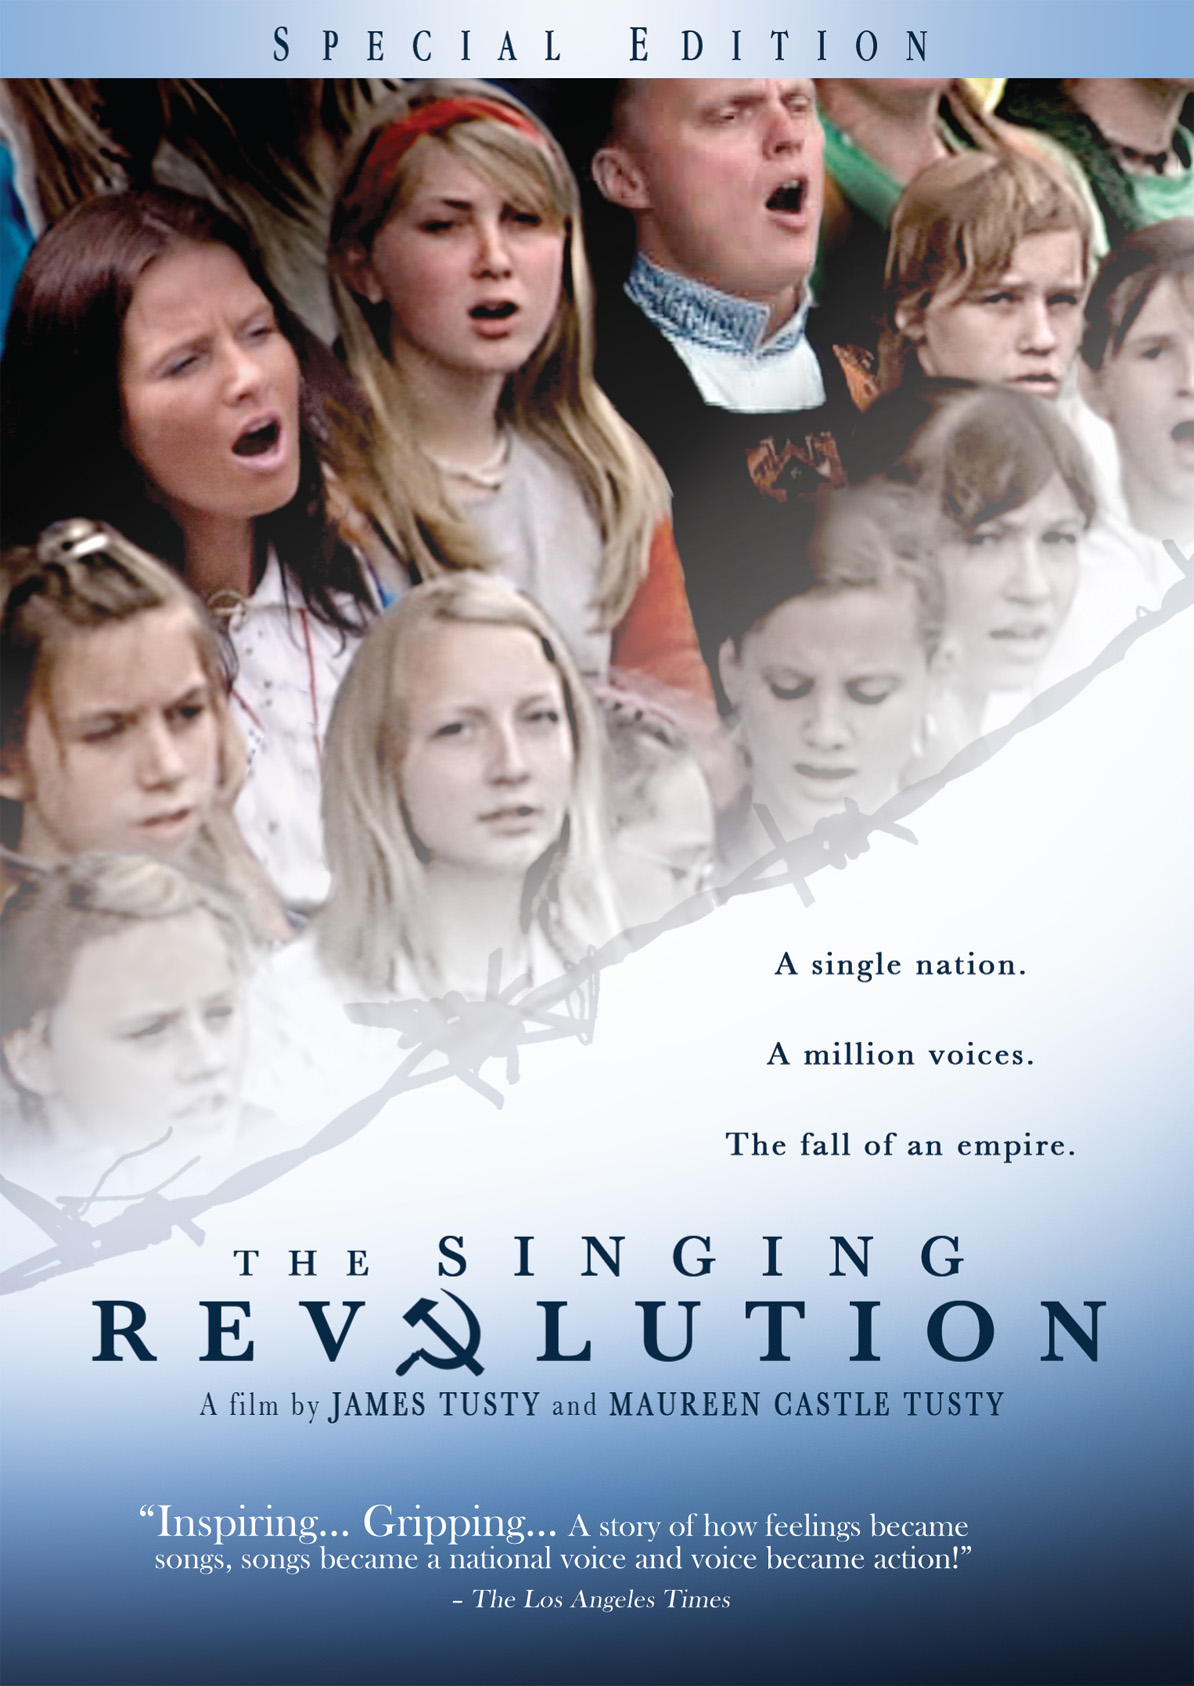 SPECIAL EDITION
A single nation.
A million voices.
The fall of an empire.
THE SINGING
REV☭LUTION
A film by JAMES TUSTY and MAUREEN CASTLE TUSTY
“Inspiring... Gripping... A story of how feelings became
songs, songs became a national voice and voice became action!”
– The Los Angeles Times